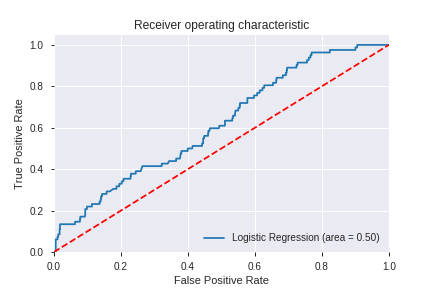 Receiver operating characteristic
1.0
0.8
0.6
0.4
0.2
0.0
True Positive Rate
Logistic Regression (area = 0.50)
0.0 0.2 0.4 0.6 0.8 1.0
False Positive Rate